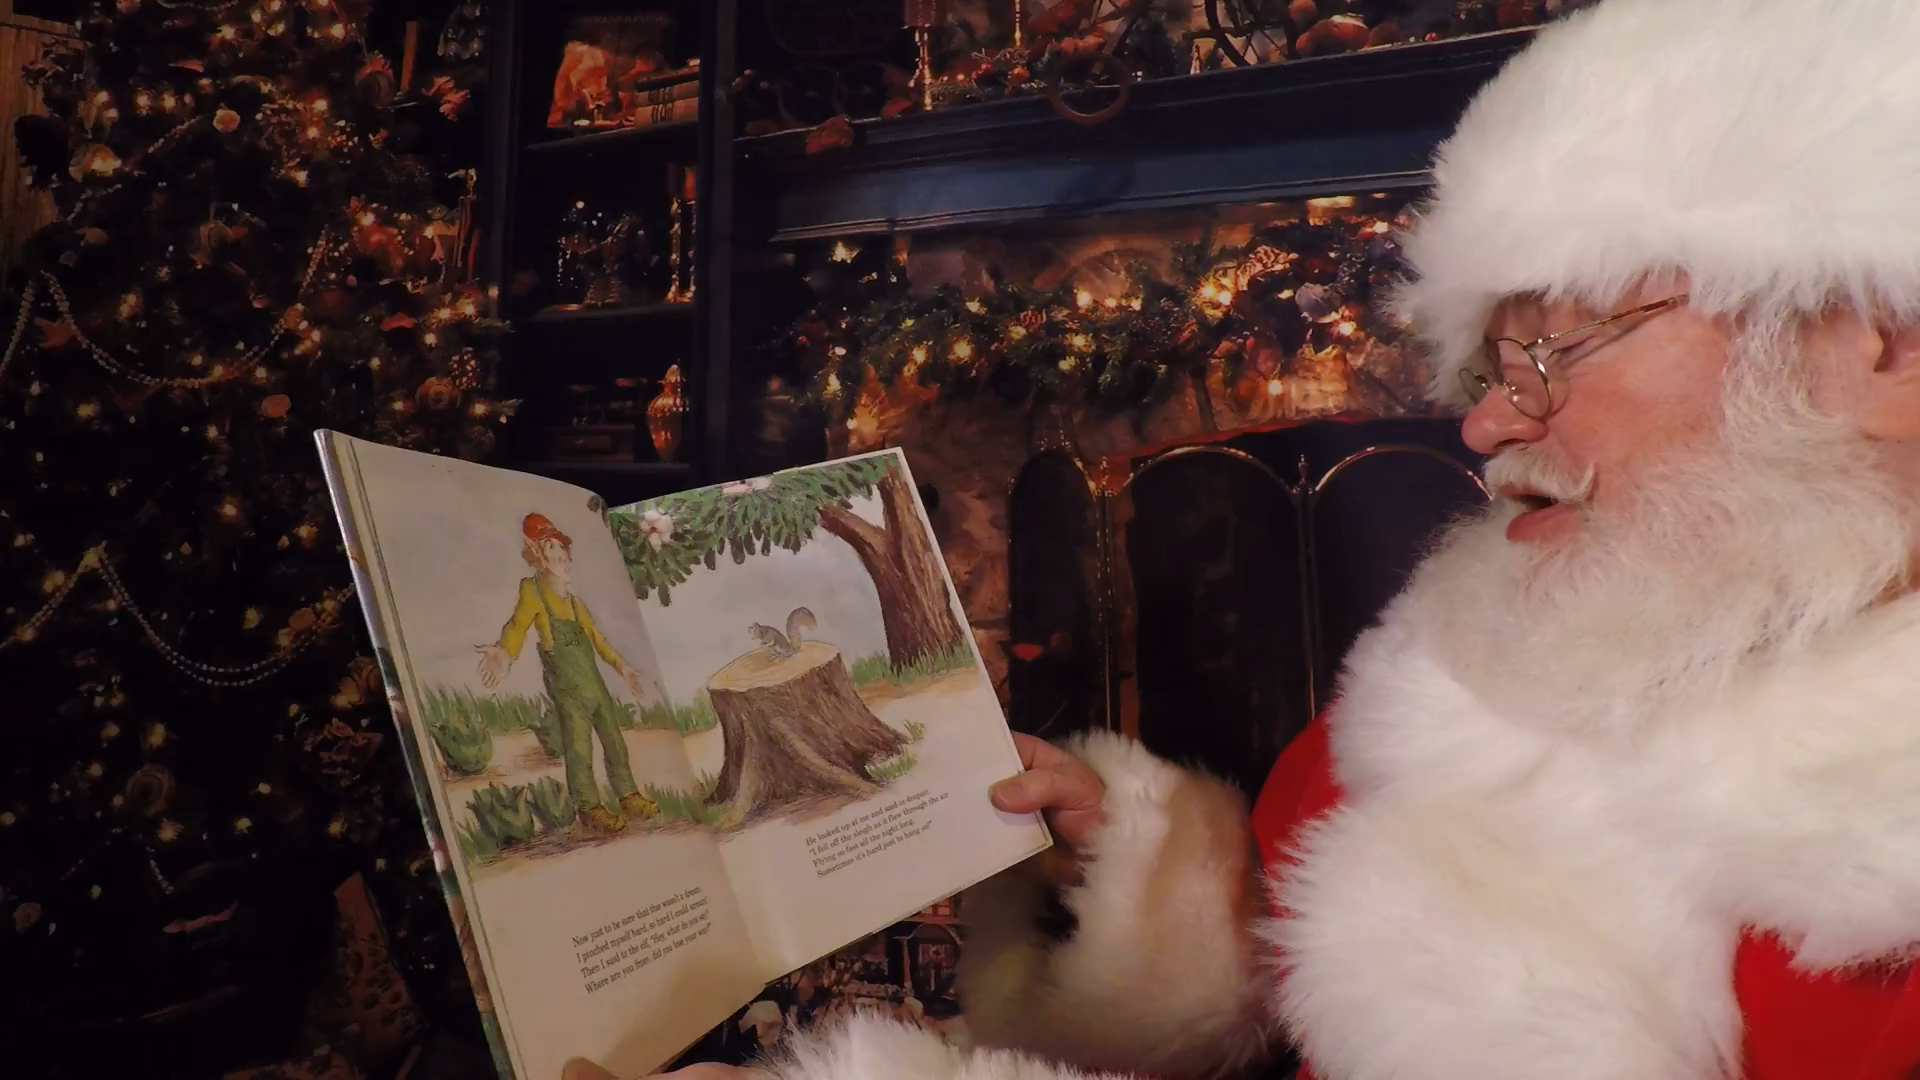 Now just to be sure that this wasn't a dream,
I pinched myself hard, so hard I could scream!
Then I said to the elf, "Hey, what do you say?"
Where are you from, did you lose your way?"
He looked up at me and said in despair,
"I fell off the sleigh as it flew through the air
Flying so fast all the night long,
Sometimes it's hard just to hang on!"